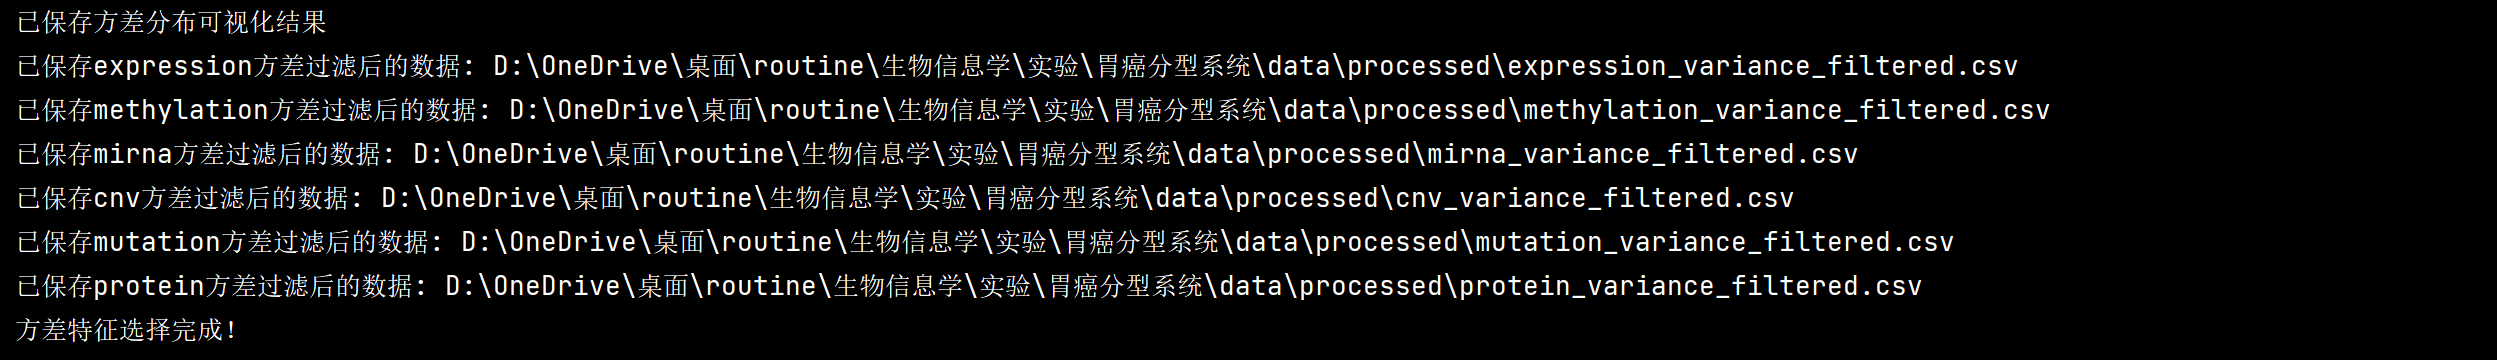 已保存方差分布可视化结果
已保存expression方差过滤后的数据: D:\OneDrive\桌面\routine\生物信息学\实验\胃癌分型系统\data\processed\expression_variance_filtered.csv
已保存methylation方差过滤后的数据: D:\OneDrive\桌面\routine\生物信息学\实验\胃癌分型系统\data\processed\methylation_variance_filtered.csv
已保存mirna方差过滤后的数据: D:\OneDrive\桌面\routine\生物信息学\实验\胃癌分型系统\data\processed\mirna_variance_filtered.csv
已保存cnv方差过滤后的数据: D:\OneDrive\桌面\routine\生物信息学\实验\胃癌分型系统\data\processed\cnv_variance_filtered.csv
已保存mutation方差过滤后的数据: D:\OneDrive\桌面\routine\生物信息学\实验\胃癌分型系统\data\processed\mutation_variance_filtered.csv
已保存protein方差过滤后的数据: D:\OneDrive\桌面\routine\生物信息学\实验\胃癌分型系统\data\processed\protein_variance_filtered.csv
方差特征选择完成!